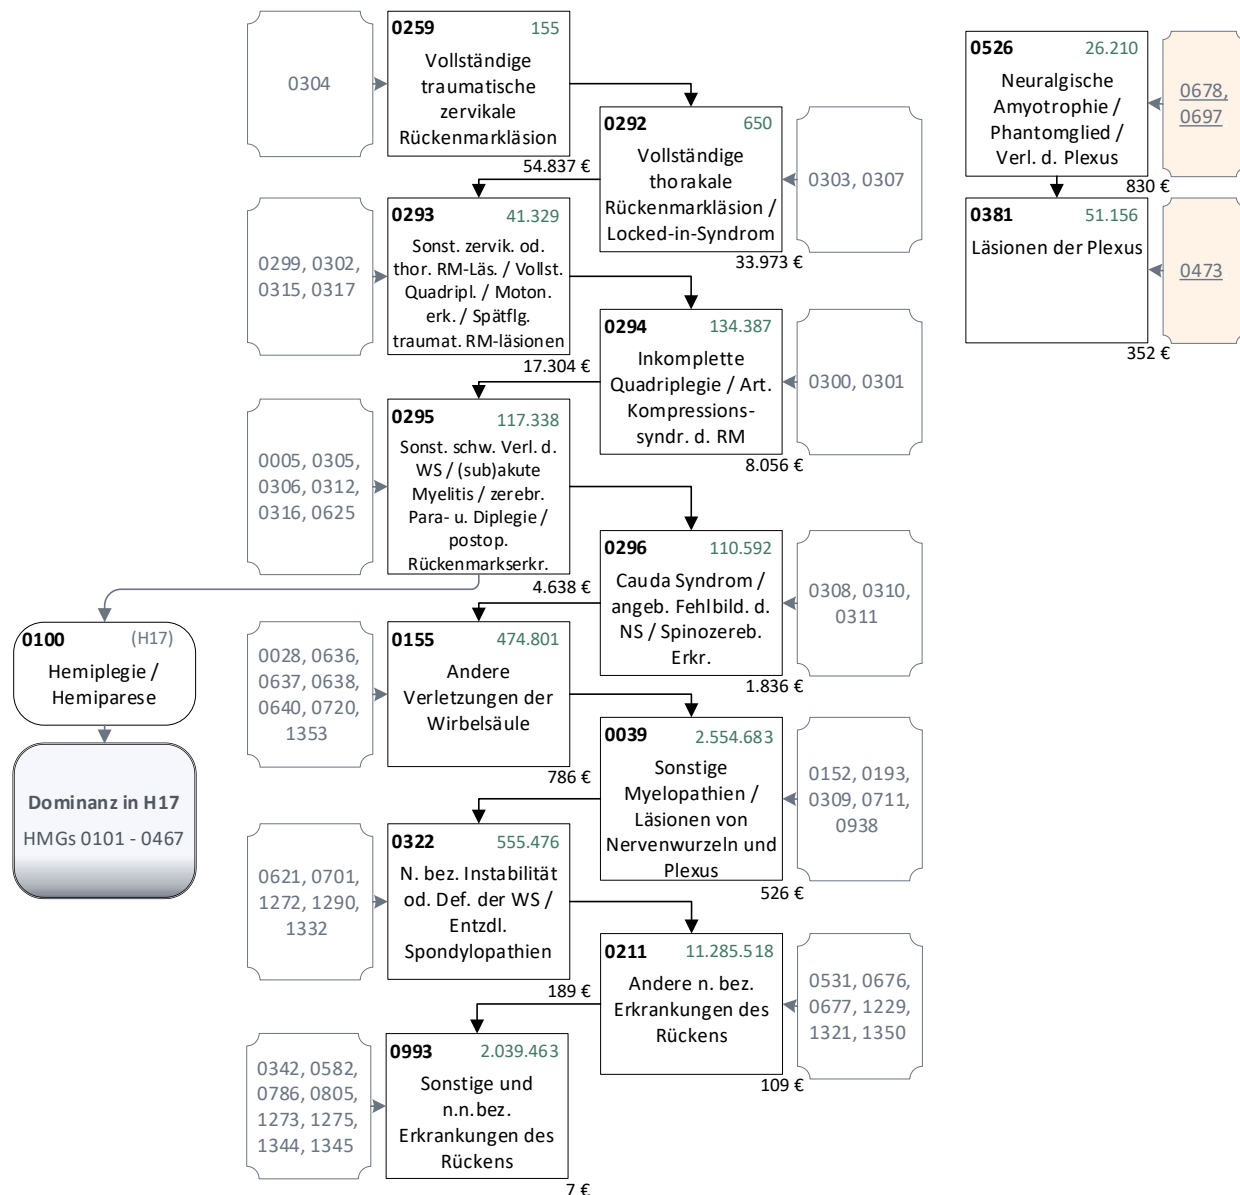 0304
0259 155
Vollständige
traumatische
zervikale
Rückenmarkläsion
54.837 €
0292 650
Vollständige
thorakale
Rückenmarkläsion /
Locked-in-Syndrom
33.973 €
0303, 0307
0526 26.210
Neuralgische
Amyotrophie /
Phantomglied /
Verl. d. Plexus
830 €
0678,
0697
0381 51.156
Läsionen der Plexus
352 €
0473
0299, 0302,
0315, 0317
0293 41.329
Sonst. zervik. od.
thor. RM-Läs. / Vollst.
Quadripl. / Moton.
erk. / Spätflg.
traumat. RM-läsionen
17.304 €
0294 134.387
Inkomplette
Quadriplegie / Art.
Kompressions-
syndr. d. RM
8.056 €
0300, 0301
0005, 0305,
0306, 0312,
0316, 0625
0295 117.338
Sonst. schw. Verl. d.
WS / (sub)akute
Myelitis / zerebr.
Para- u. Diplegie /
postop.
Rückenmarkserkr.
4.638 €
0296 110.592
Cauda Syndrom /
angeb. Fehlbild. d.
NS / Spinozereb.
Erkr.
1.836 €
0308, 0310,
0311
0100 (H17)
Hemiplegie /
Hemiparese
Dominanz in H17
HMGs 0101 - 0467
0028, 0636,
0637, 0638,
0640, 0720,
1353
0155 474.801
Andere
Verletzungen der
Wirbelsäule
786 €
0039 2.554.683
Sonstige
Myelopathien /
Läsionen von
Nervenwurzeln und
Plexus
526 €
0152, 0193,
0309, 0711,
0938
0621, 0701,
1272, 1290,
1332
0322 555.476
N. bez. Instabilität
od. Def. der WS /
Entzdl.
Spondylopathien
189 €
0211 11.285.518
Andere n. bez.
Erkrankungen des
Rückens
109 €
0531, 0676,
0677, 1229,
1321, 1350
0342, 0582,
0786, 0805,
1273, 1275,
1344, 1345
0993 2.039.463
Sonstige und
n.n.bez.
Erkrankungen des
Rückens
7 €